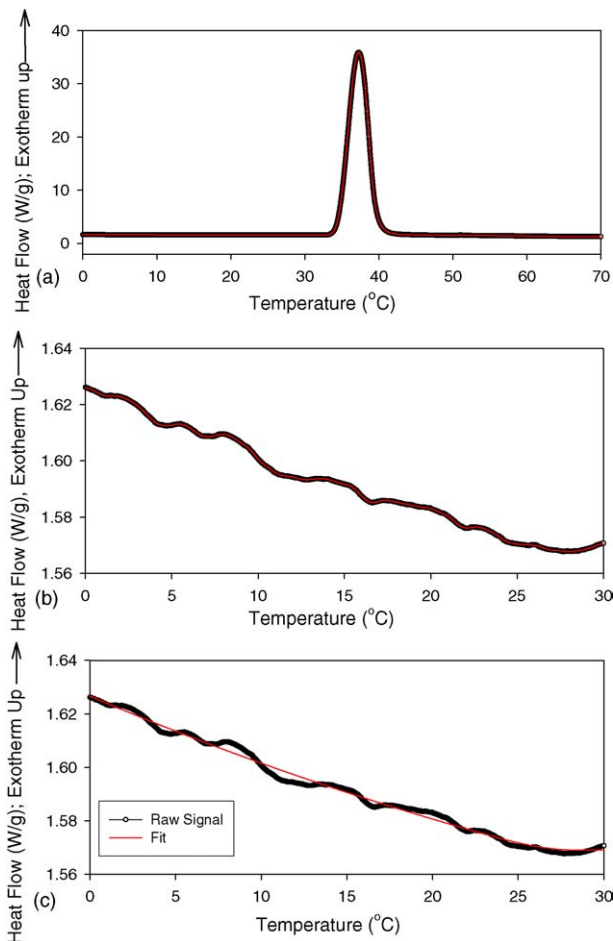 Heat Flow (W/g); Exotherm up
40
30
20
10
0
(a)
0 10 20 30 40 50 60 70
Temperature (°C)
Heat Flow (W/g), Exotherm Up
1.64
1.62
1.60
1.58
1.56
(b)
0 5 10 15 20 25 30
Temperature (°C)
Heat Flow (W/g); Exotherm Up
1.64
1.62
1.60
1.58
1.56
Raw Signal
Fit
(c)
0 5 10 15 20 25 30
Temperature (°C)